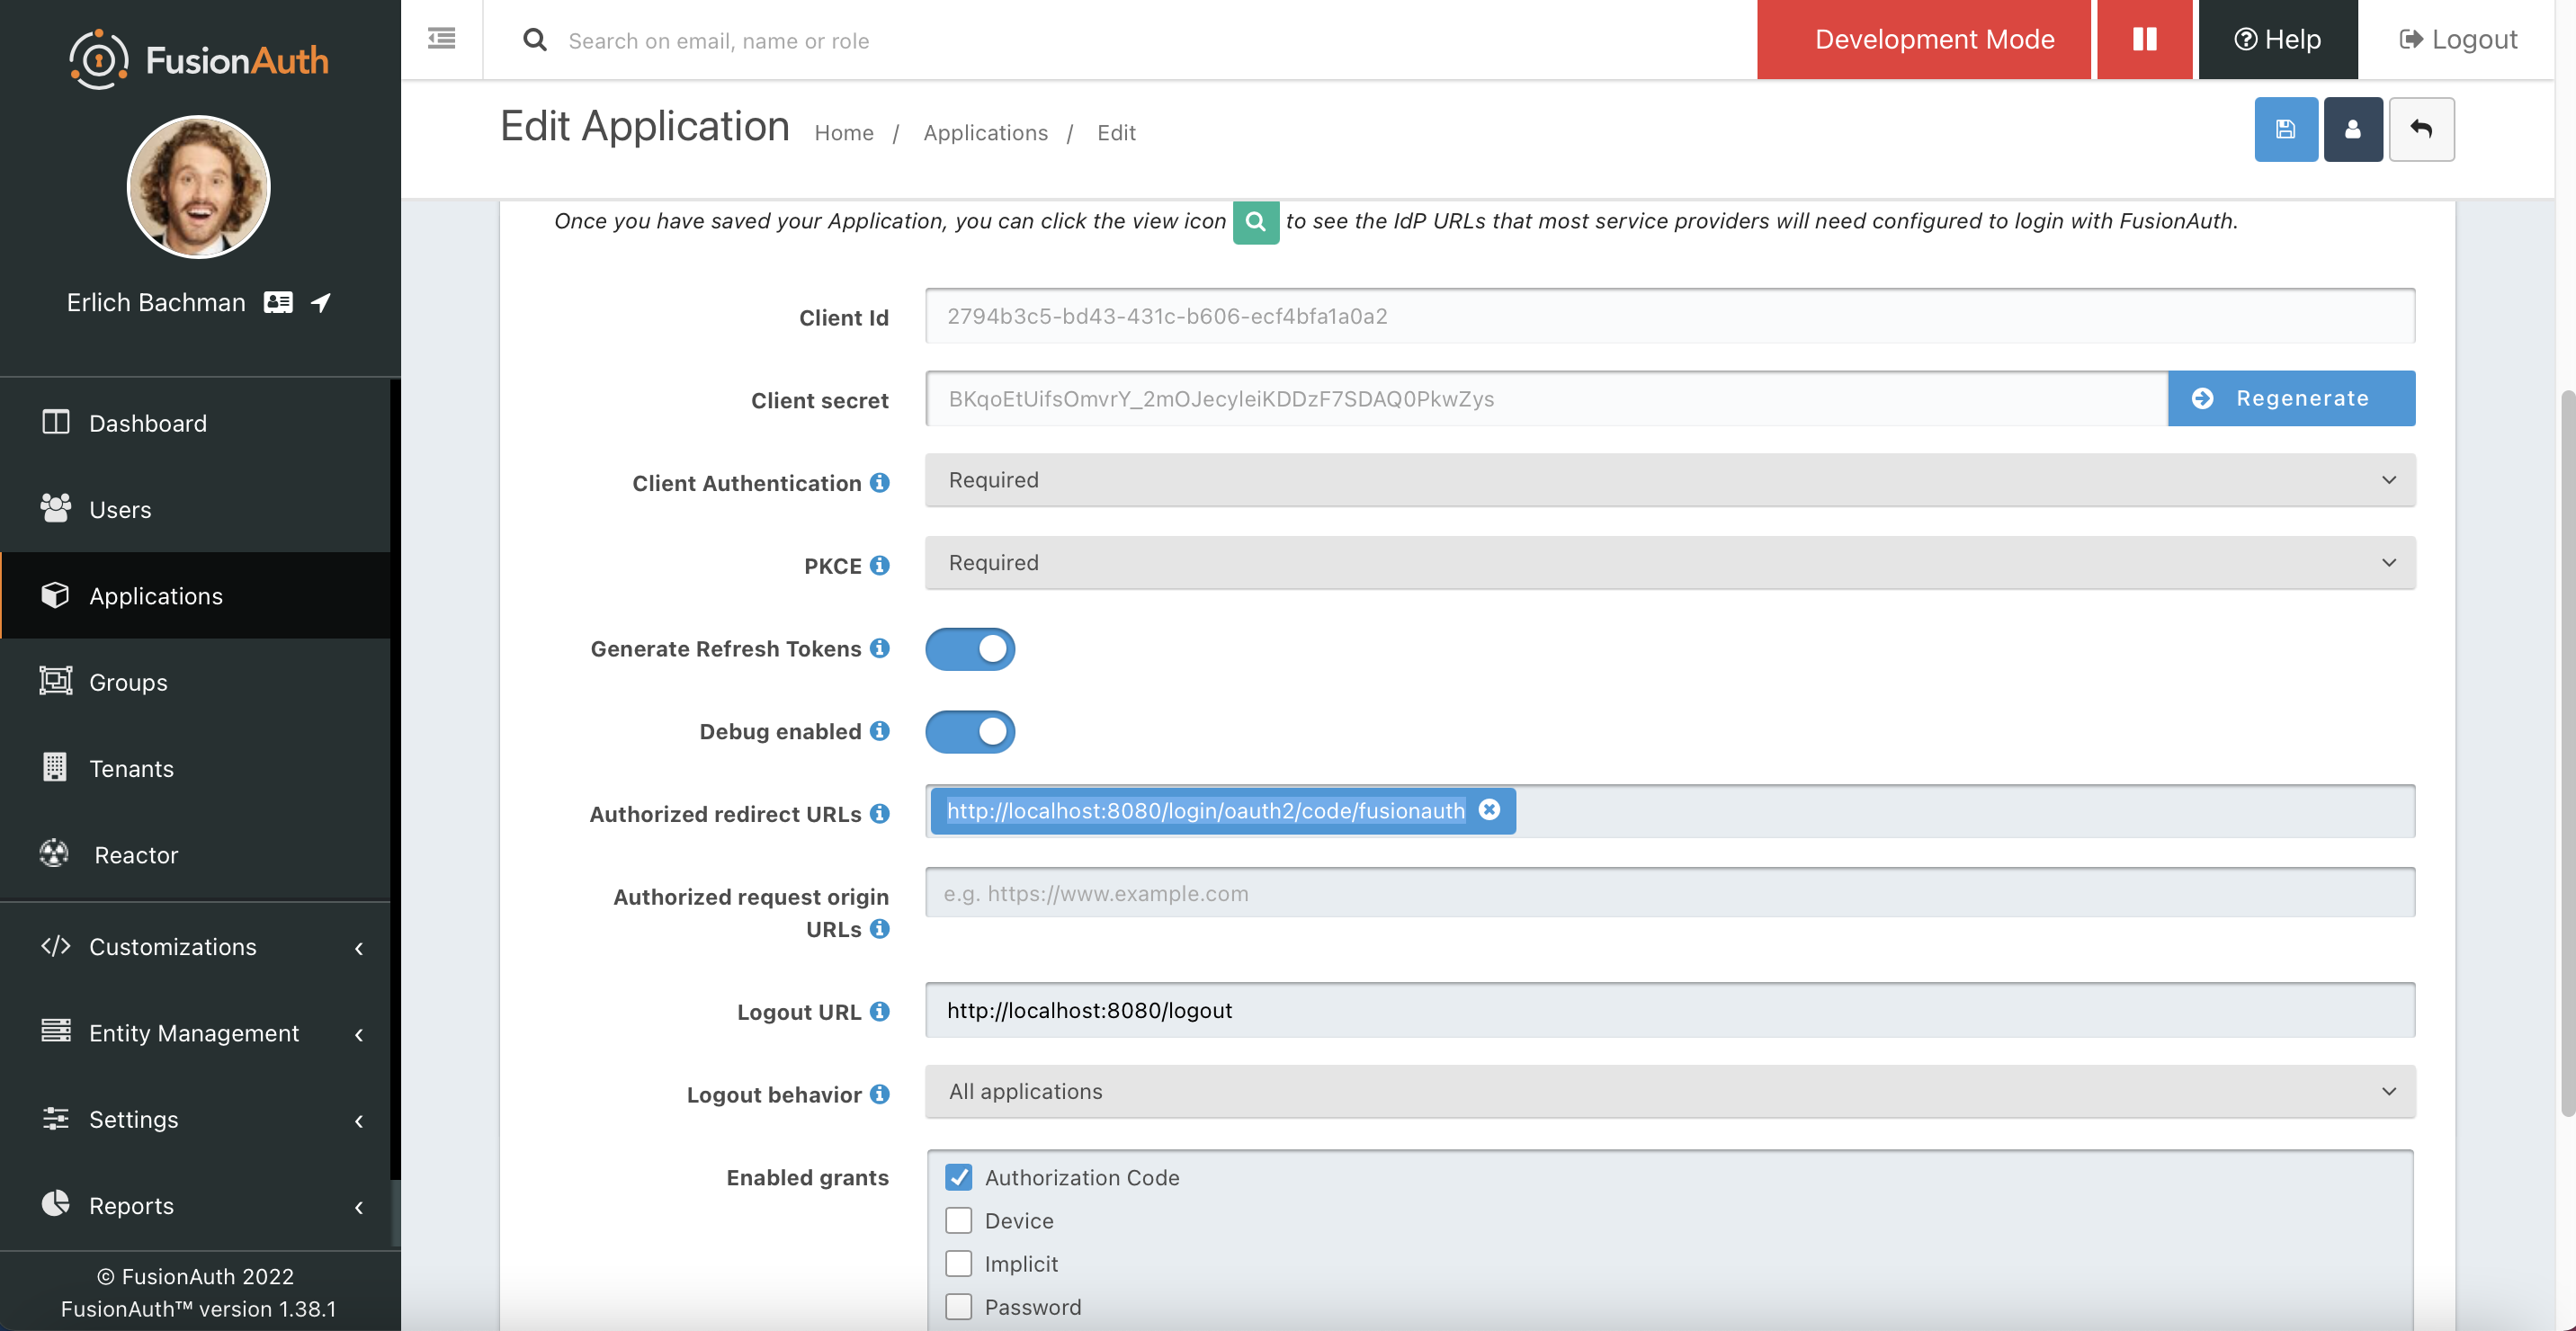 FusionAuth
Search on email, name or role
Development Mode
Help
Logout
Edit Application
Home / Applications / Edit
Erlich Bachman
Dashboard
Users
Applications
Groups
Tenants
Reactor
Customizations
Entity Management
Settings
Reports
© FusionAuth 2022
FusionAuth™ version 1.38.1
Once you have saved your Application, you can click the view icon to see the IdP URLs that most service providers will need configured to login with FusionAuth.
Client Id
2794b3c5-bd43-431c-b606-ecf4bfa1a0a2
Client secret
BKqoEtUifsOmvrY_2mOJecyIeiKDDzF7SDAQ0PkwZys
Regenerate
Client Authentication
Required
PKCE
Required
Generate Refresh Tokens
Debug enabled
Authorized redirect URLs
http://localhost:8080/login/oauth2/code/fusionauth
Authorized request origin
URLs
e.g. https://www.example.com
Logout URL
http://localhost:8080/logout
Logout behavior
All applications
Enabled grants
Authorization Code
Device
Implicit
Password